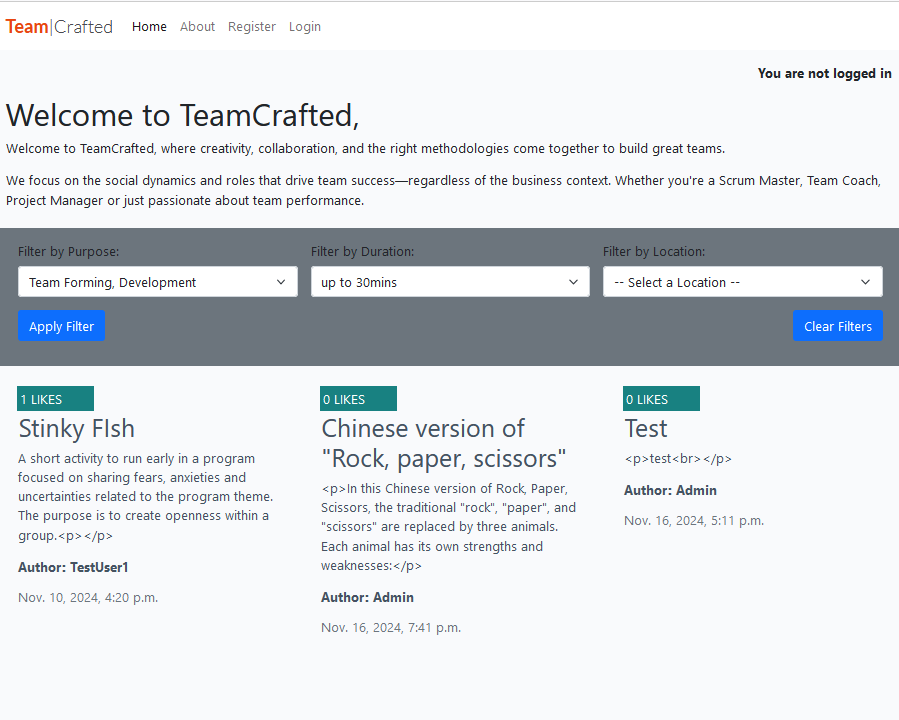 Team|Crafted Home About Register Login
You are not logged in
Welcome to TeamCrafted,
Welcome to TeamCrafted, where creativity, collaboration, and the right methodologies come together to build great teams.
We focus on the social dynamics and roles that drive team success—regardless of the business context. Whether you're a Scrum Master, Team Coach,
Project Manager or just passionate about team performance.
Filter by Purpose: Filter by Duration: Filter by Location:
Team Forming, Development up to 30mins -- Select a Location --
Apply Filter Clear Filters
1 LIKES
Stinky FIsh
A short activity to run early in a program
focused on sharing fears, anxieties and
uncertainties related to the program theme.
The purpose is to create openness within a
group.<p></p>
Author: TestUser1
Nov. 10, 2024, 4:20 p.m.
0 LIKES
Chinese version of
"Rock, paper, scissors"
<p>In this Chinese version of Rock, Paper,
Scissors, the traditional "rock", "paper", and
"scissors" are replaced by three animals.
Each animal has its own strengths and
weaknesses:</p>
Author: Admin
Nov. 16, 2024, 7:41 p.m.
0 LIKES
Test
<p>test<br></p>
Author: Admin
Nov. 16, 2024, 5:11 p.m.